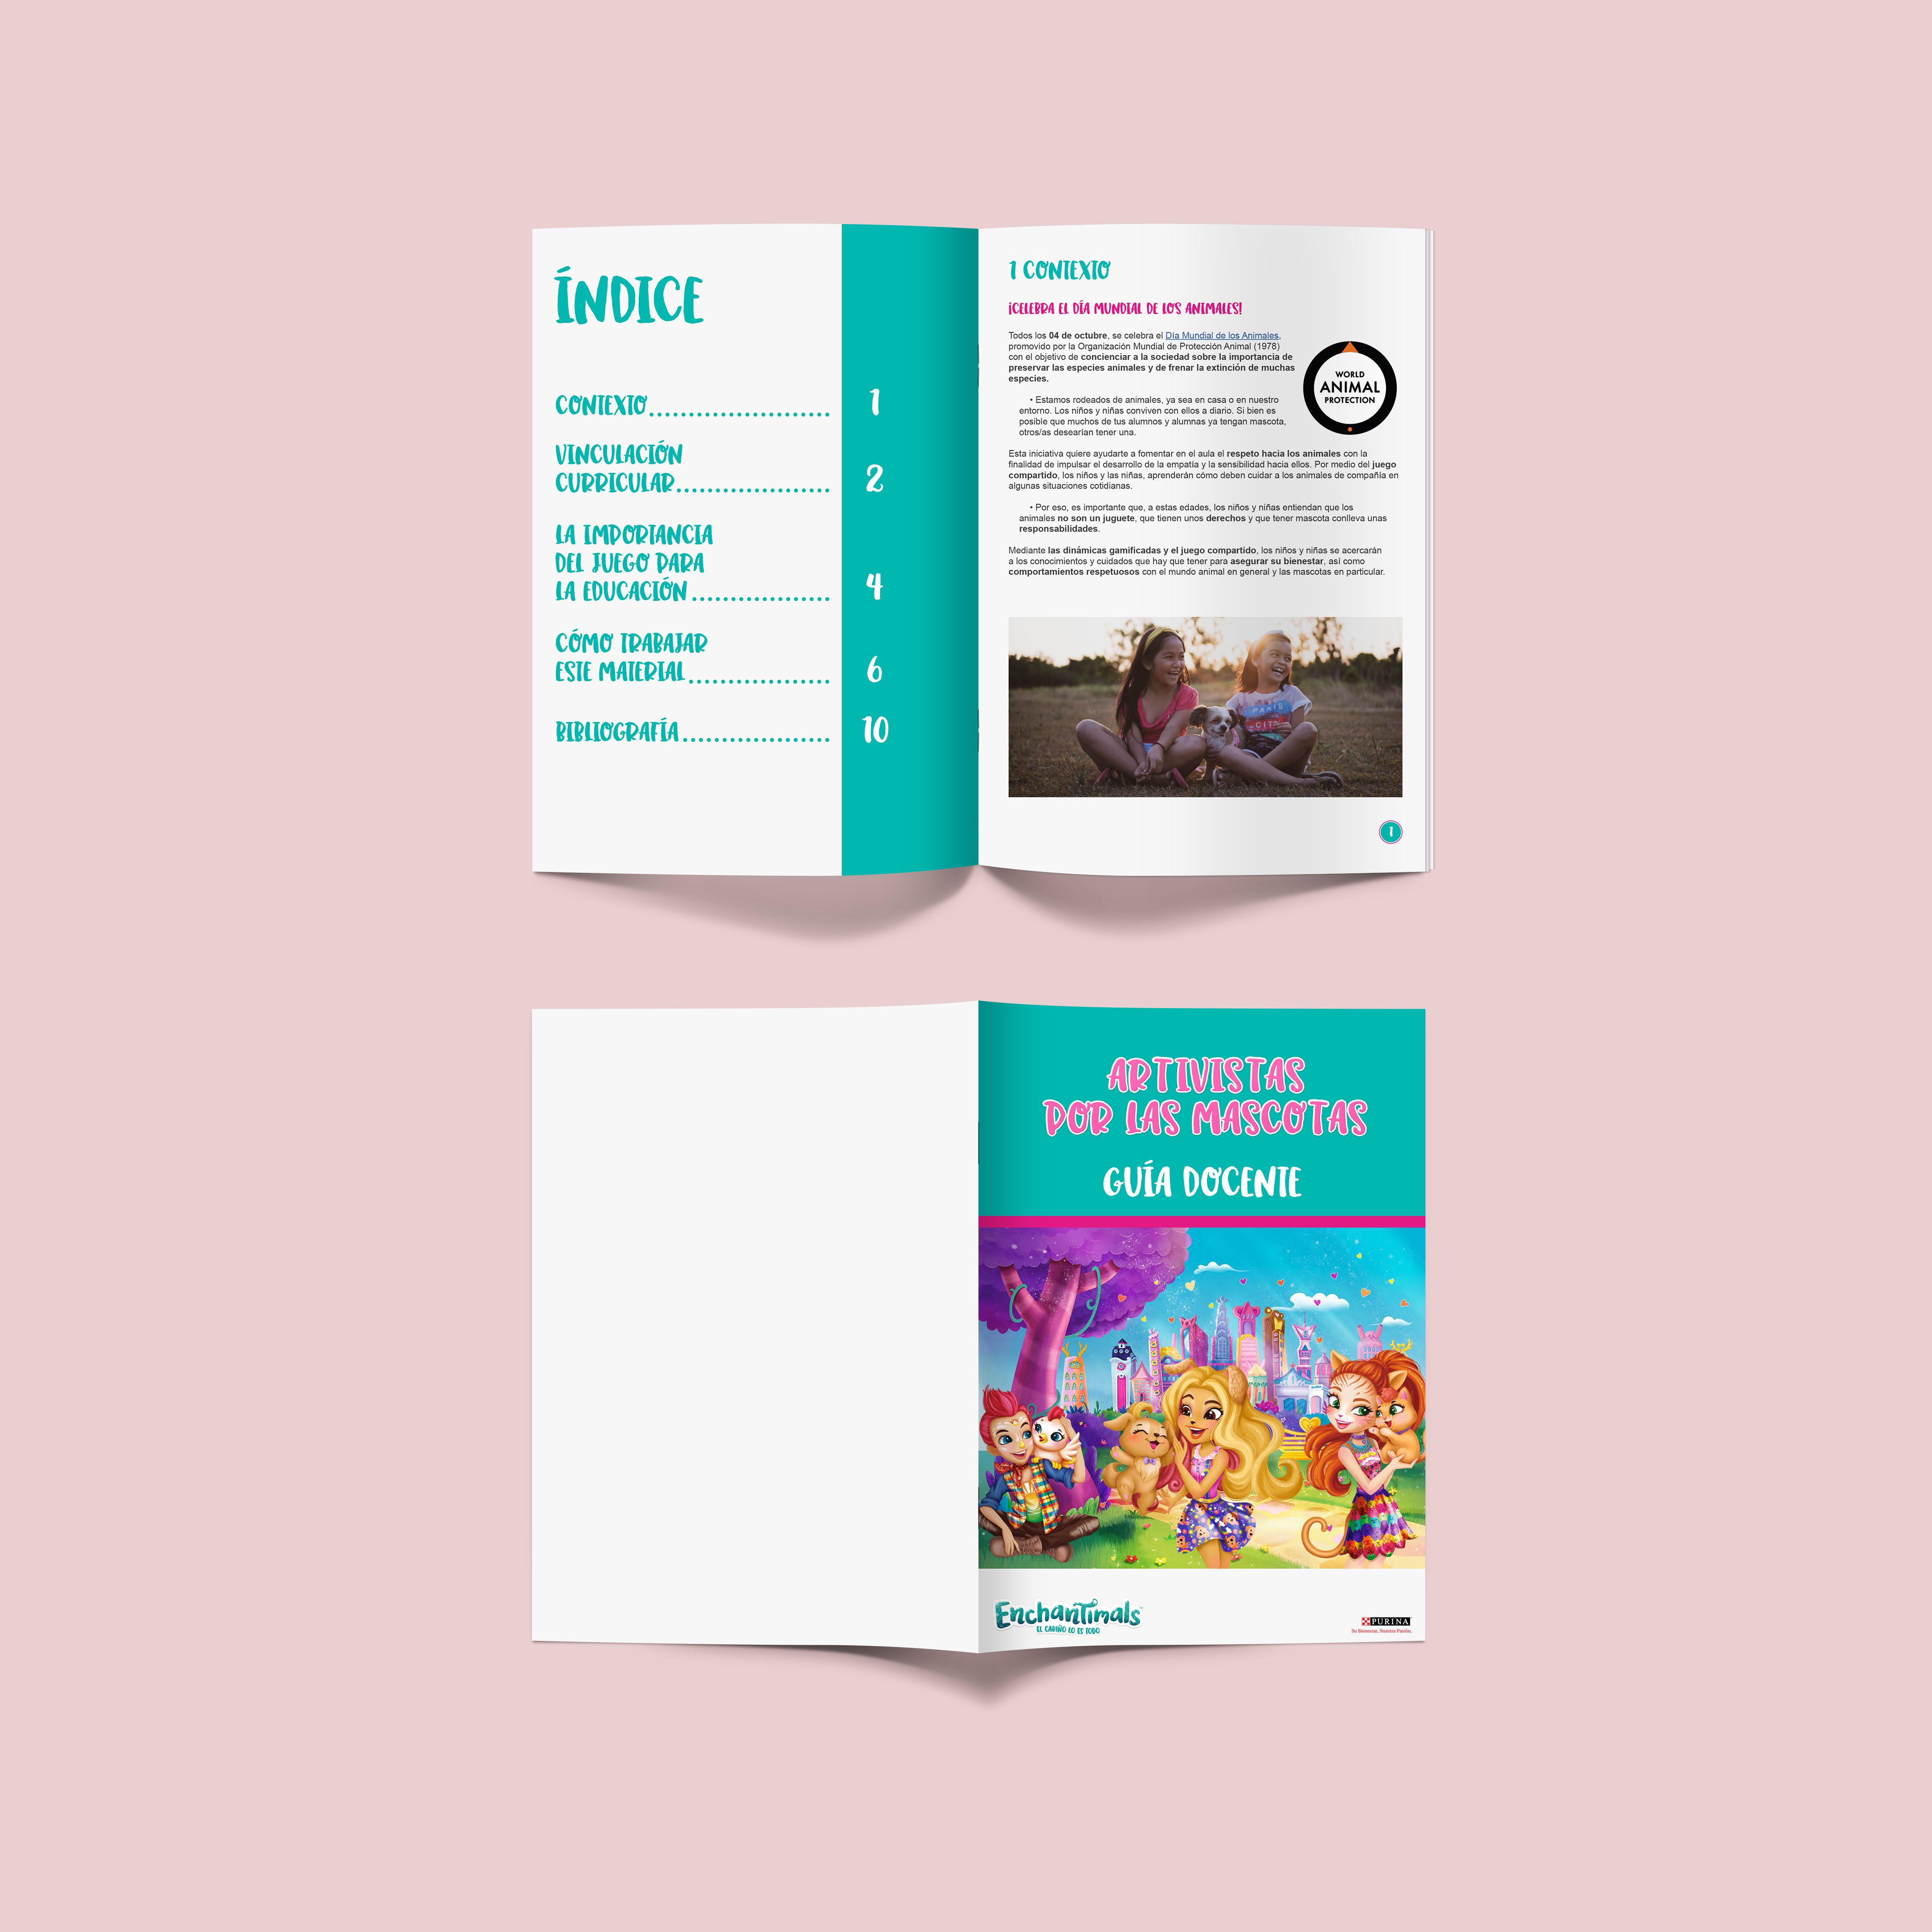 ÍNDICE
CONTEXTO........................ 1
VINCULACIÓN
CURRICULAR.................... 2
LA IMPORTANCIA
DEL JUEGO PARA
LA EDUCACIÓN.................. 4
CÓMO TRABAJAR
ESTE MATERIAL.................. 6
BIBLIOGRAFÍA................... 10
1 CONTEXTO
¡CELEBRA EL DÍA MUNDIAL DE LOS ANIMALES!
Todos los 04 de octubre, se celebra el Día Mundial de los Animales,
promovido por la Organización Mundial de Protección Animal (1978)
con el objetivo de concienciar a la sociedad sobre la importancia de
preservar las especies animales y de frenar la extinción de muchas
especies.
• Estamos rodeados de animales, ya sea en casa o en nuestro
entorno. Los niños y niñas conviven con ellos a diario. Si bien es
posible que muchos de tus alumnos y alumnas ya tengan mascota,
otros/as desearían tener una.
WORLD
ANIMAL
PROTECTION
Esta iniciativa quiere ayudarte a fomentar en el aula el respeto hacia los animales con la
finalidad de impulsar el desarrollo de la empatía y la sensibilidad hacia ellos. Por medio del juego
compartido, los niños y las niñas, aprenderán cómo deben cuidar a los animales de compañía en
algunas situaciones cotidianas.
• Por eso, es importante que, a estas edades, los niños y niñas entiendan que los
animales no son un juguete, que tienen unos derechos y que tener mascota conlleva unas
responsabilidades.
Mediante las dinámicas gamificadas y el juego compartido, los niños y niñas se acercarán
a los conocimientos y cuidados que hay que tener para asegurar su bienestar, así como
comportamientos respetuosos con el mundo animal en general y las mascotas en particular.
PARIS
CITY
1
ARTIVISTAS
POR LAS MASCOTAS
GUÍA DOCENTE
Enchantimals™
EL CARIÑO LO ES TODO
PURINA
Su Bienestar, Nuestra Pasión.